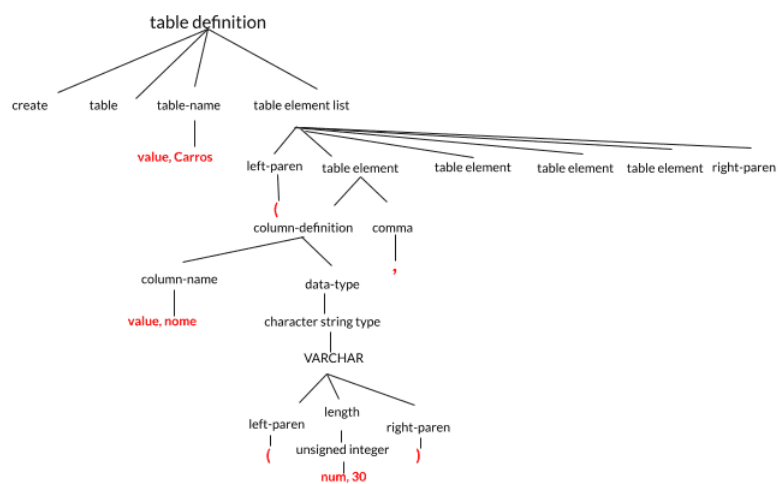 table definition
create table table-name table element list
value, Carros
left-paren table element table element table element table element right-paren
(
column-definition comma
,
column-name data-type
value, nome character string type
VARCHAR
length
left-paren right-paren
( unsigned integer )
num, 30